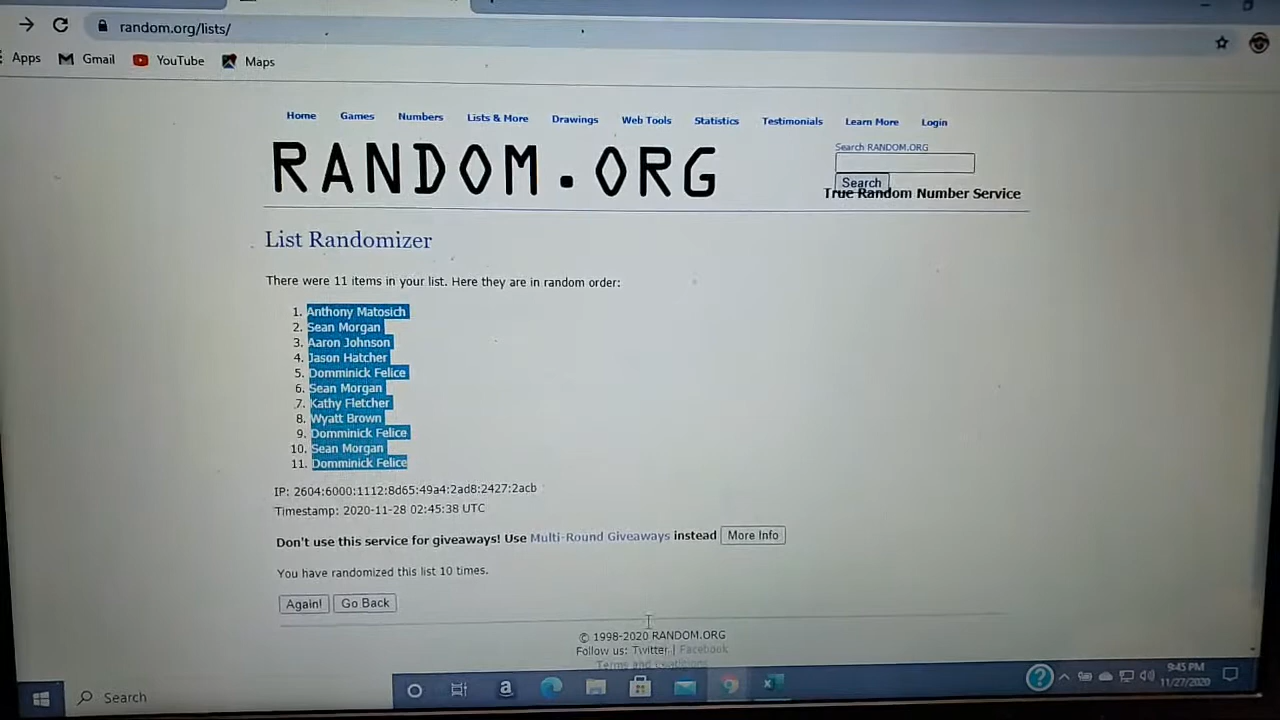 random.org/lists/
Apps Gmail YouTube Maps
Home Games Numbers Lists & More Drawings Web Tools Statistics Testimonials Learn More Login
Search RANDOM.ORG
RANDOM.ORG
Search
True Random Number Service
List Randomizer
There were 11 items in your list. Here they are in random order:
1. Anthony Matosich
2. Sean Morgan
3. Aaron Johnson
4. Jason Hatcher
5. Domminick Felice
6. Sean Morgan
7. Kathy Fletcher
8. Wyatt Brown
9. Domminick Felice
10. Sean Morgan
11. Domminick Felice
IP: 2604:6000:1112:8d65:49a4:2ad8:2427:2acb
Timestamp: 2020-11-28 02:45:38 UTC
Don't use this service for giveaways! Use Multi-Round Giveaways instead More Info
You have randomized this list 10 times.
Again! Go Back
© 1998-2020 RANDOM.ORG
Follow us: Twitter | Facebook
Terms and Conditions
Search
9:45 PM
11/27/2020